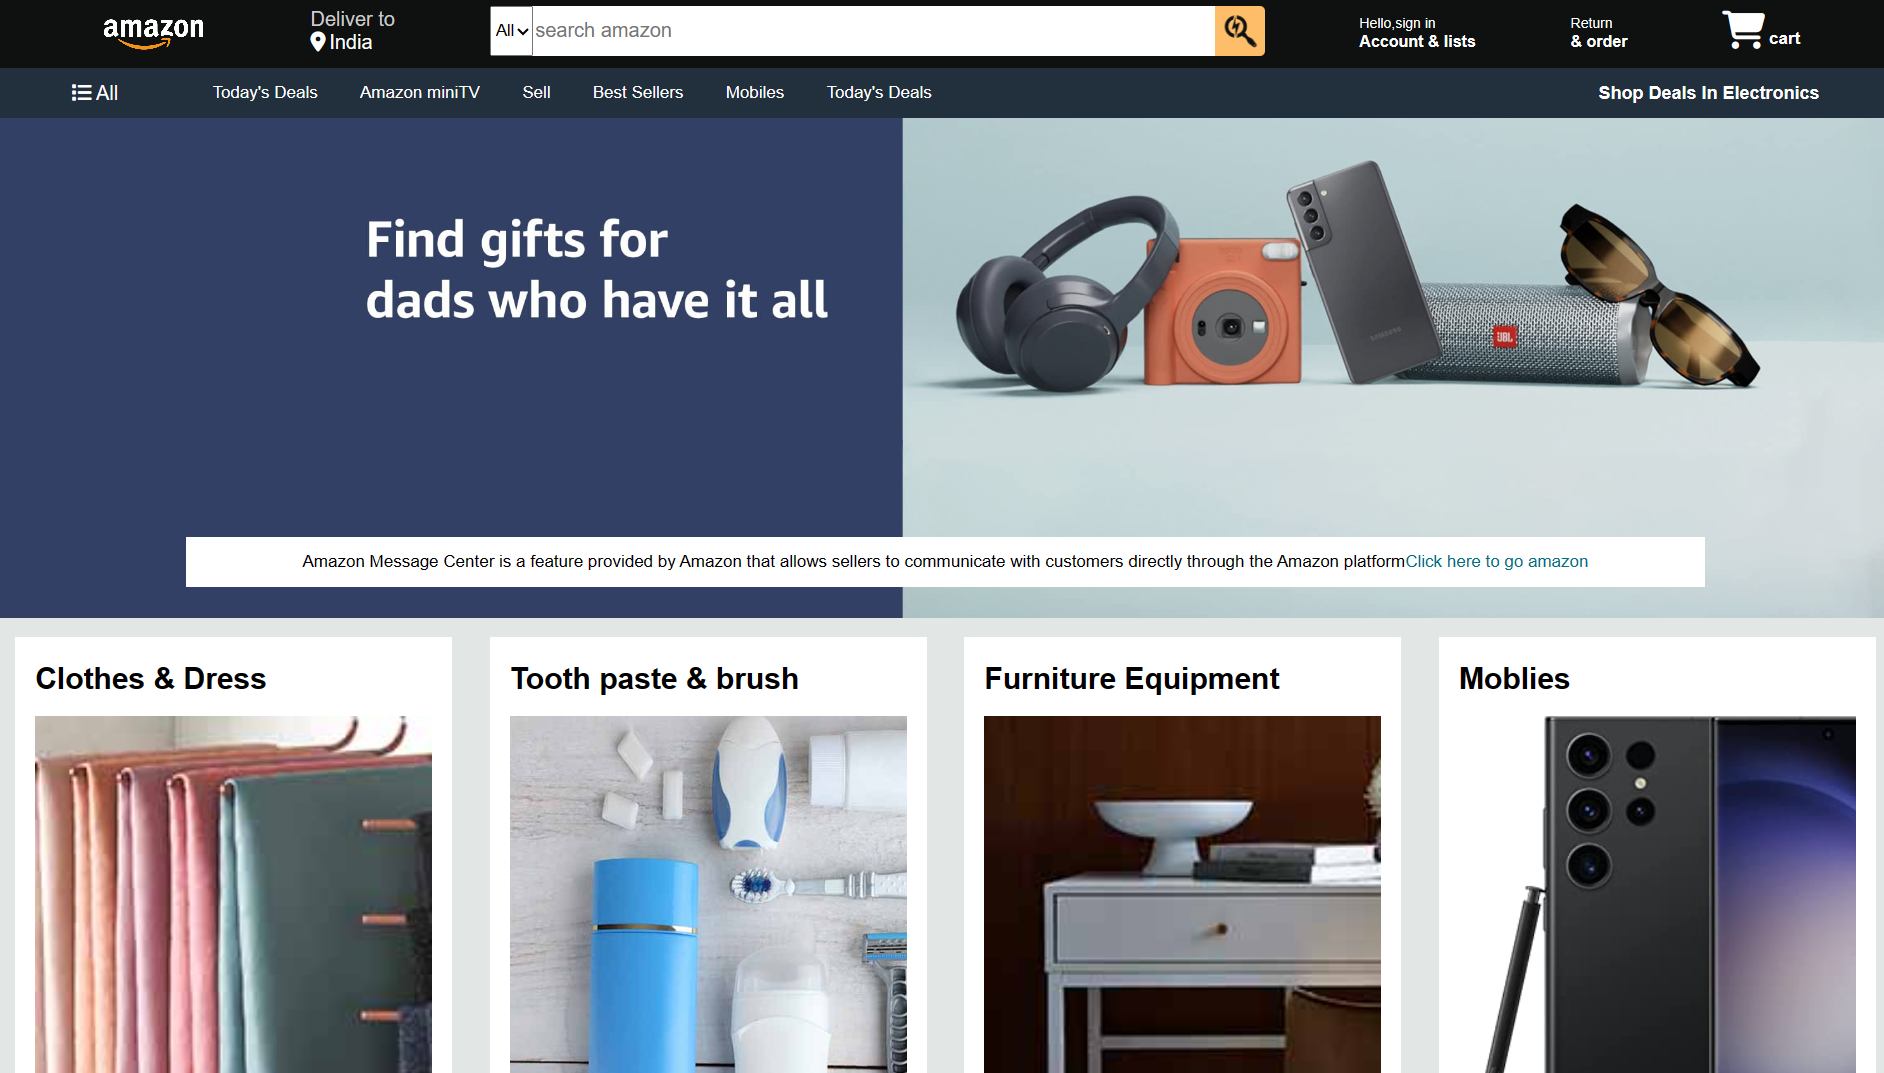 amazon
Deliver to
India
All
search amazon
Hello,sign in
Account & lists
Return
& order
cart
All
Today's Deals
Amazon miniTV
Sell
Best Sellers
Mobiles
Today's Deals
Shop Deals In Electronics
Find gifts for
dads who have it all
SAMSUNG
JBL
Amazon Message Center is a feature provided by Amazon that allows sellers to communicate with customers directly through the Amazon platformClick here to go amazon
Clothes & Dress
Tooth paste & brush
Furniture Equipment
Moblies